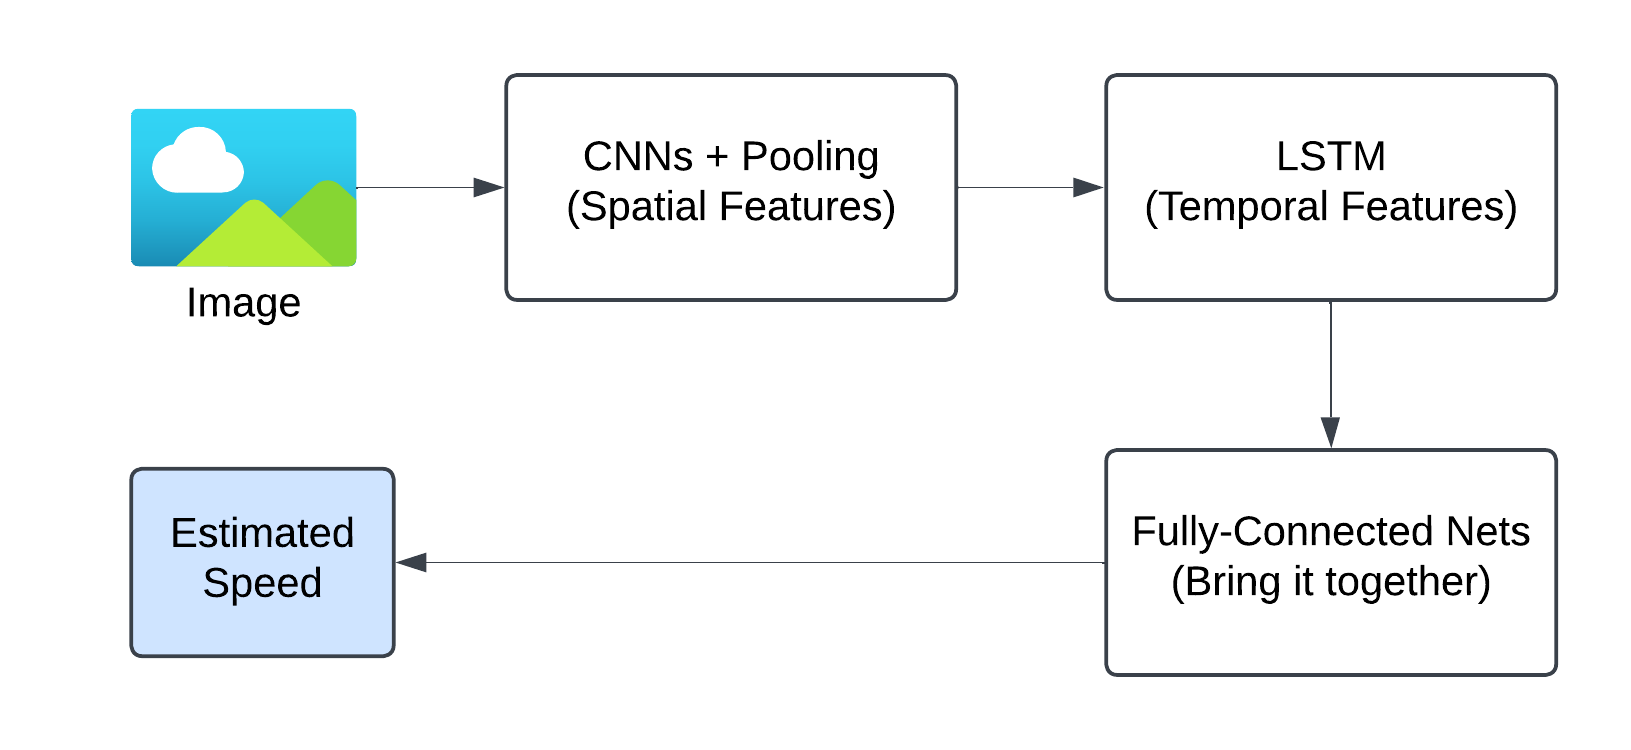 Image
CNNs + Pooling
(Spatial Features)
LSTM
(Temporal Features)
Fully-Connected Nets
(Bring it together)
Estimated
Speed